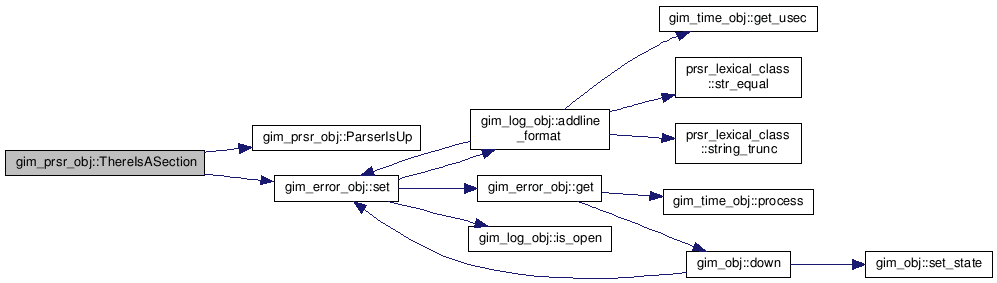 gim_time_obj::get_usec
prsr_lexical_class
::str_equal
gim_log_obj::addline
_format
gim_prsr_obj::ParserIsUp
prsr_lexical_class
::string_trunc
gim_prsr_obj::ThereIsASection
gim_error_obj::set
gim_error_obj::get
gim_time_obj::process
gim_log_obj::is_open
gim_obj::down
gim_obj::set_state